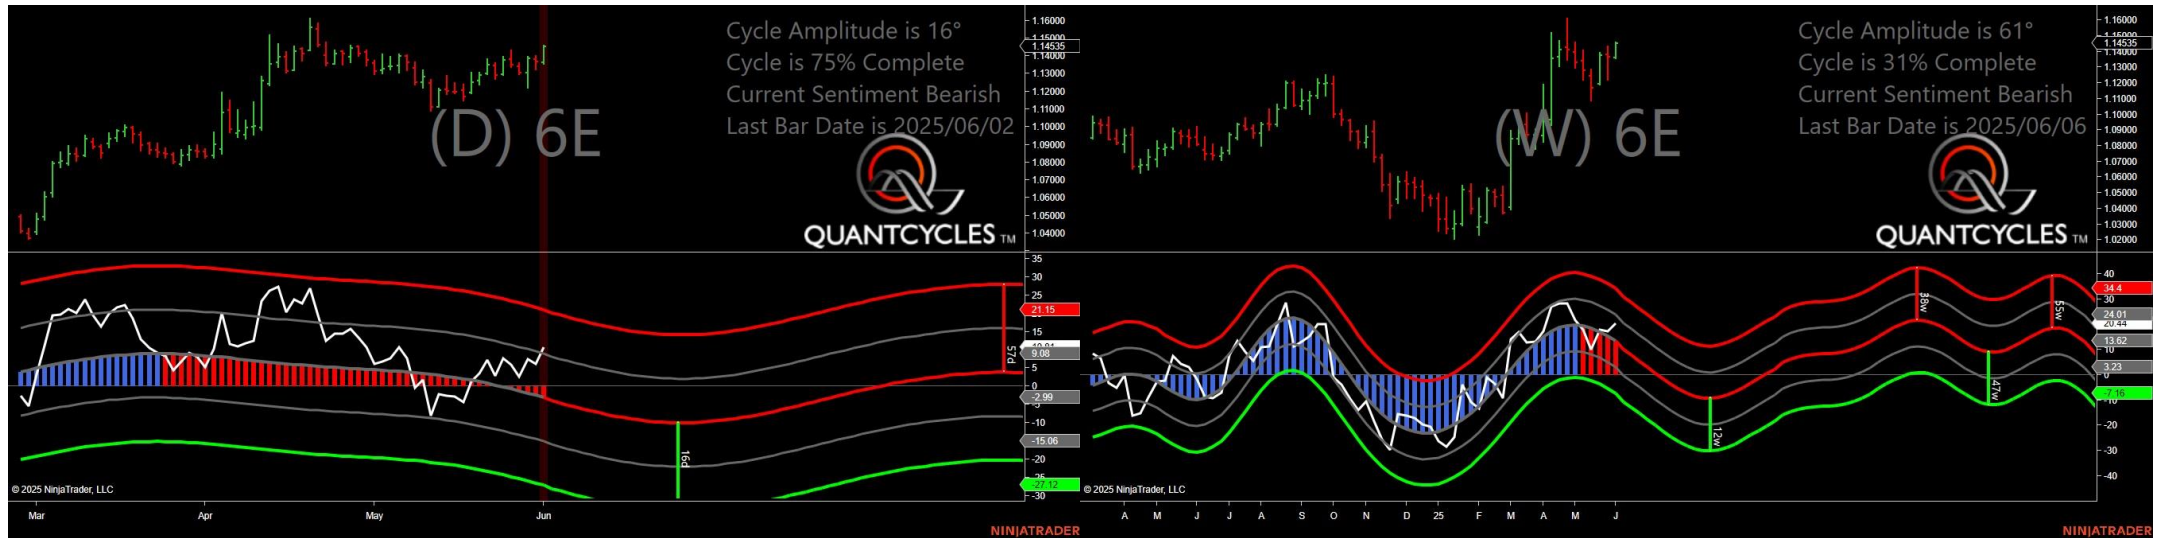 Cycle Amplitude is 16°
Cycle is 75% Complete
Current Sentiment Bearish
Last Bar Date is 2025/06/02
(D) 6E
QUANTCYCLES TM
1.16000
1.14535
1.14000
1.13000
1.12000
1.11000
1.10000
1.09000
1.08000
1.07000
1.06000
1.05000
1.04000
35
30
25
21.15
15
9.08
5
0
-2.99
-10
-15.06
-20
-27.12
-30
57d
16d
© 2025 NinjaTrader, LLC
Mar Apr May Jun
NINJATRADER
Cycle Amplitude is 61°
Cycle is 31% Complete
Current Sentiment Bearish
Last Bar Date is 2025/06/06
(W) 6E
QUANTCYCLES TM
1.16000
1.14535
1.14000
1.13000
1.12000
1.11000
1.10000
1.09000
1.08000
1.07000
1.06000
1.05000
1.04000
1.03000
1.02000
40
34.4
30
24.01
20.44
13.62
10
3.23
0
-7.16
-10
-20
-30
-40
38w
55w
47w
12w
© 2025 NinjaTrader, LLC
A M J J A S O N D 25 F M A M J
NINJATRADER